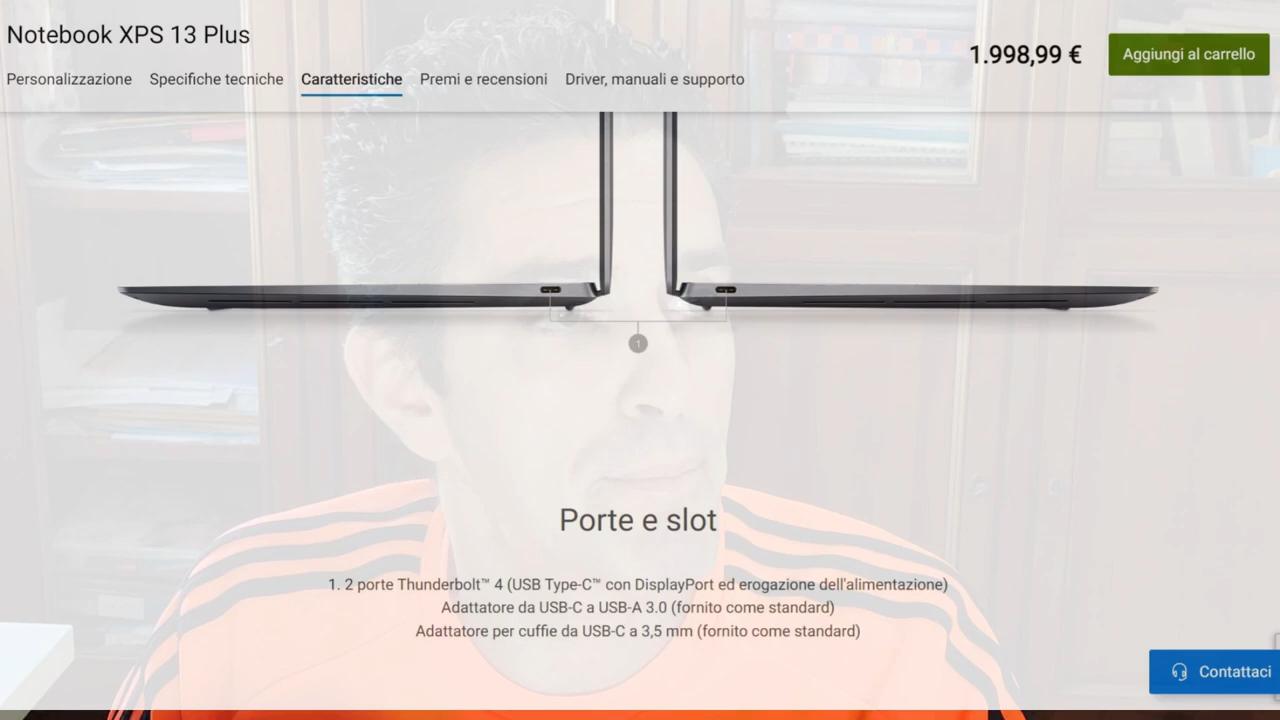 Notebook XPS 13 Plus
1.998,99 €
Aggiungi al carrello
Personalizzazione Specifiche tecniche Caratteristiche Premi e recensioni Driver, manuali e supporto
1
Porte e slot
1. 2 porte Thunderbolt™ 4 (USB Type-C™ con DisplayPort ed erogazione dell'alimentazione)
Adattatore da USB-C a USB-A 3.0 (fornito come standard)
Adattatore per cuffie da USB-C a 3,5 mm (fornito come standard)
Contattaci